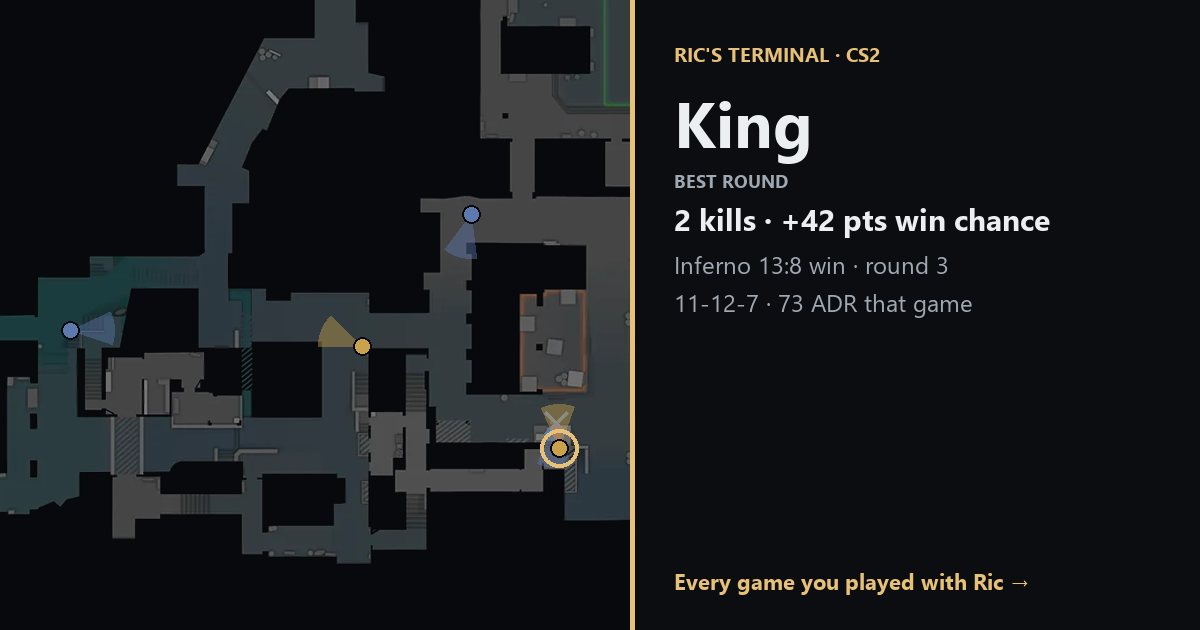 RIC'S TERMINAL · CS2
King
BEST ROUND
2 kills · +42 pts win chance
Inferno 13:8 win · round 3
11-12-7 · 73 ADR that game
Every game you played with Ric →